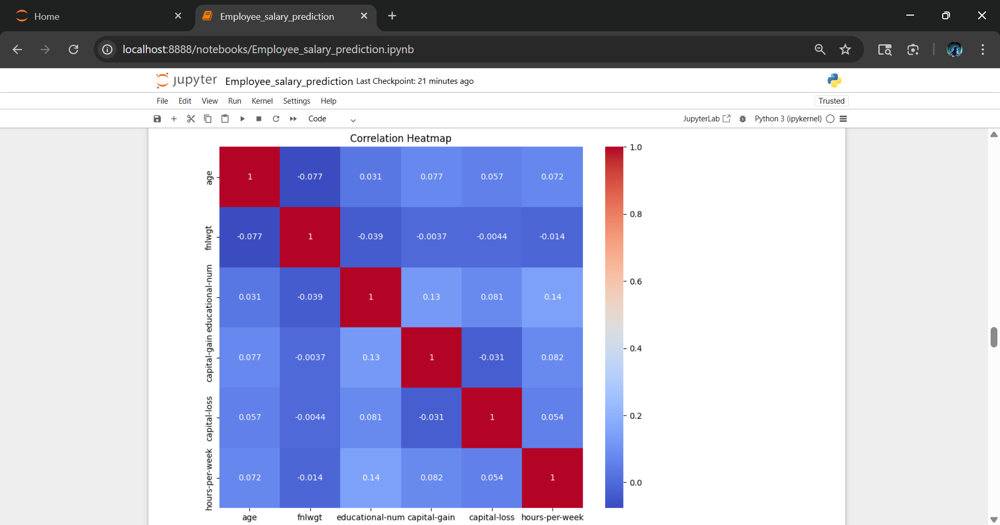 Home
Employee_salary_prediction
localhost:8888/notebooks/Employee_salary_prediction.ipynb
jupyter Employee_salary_prediction Last Checkpoint: 21 minutes ago
File Edit View Run Kernel Settings Help
Trusted
Code
JupyterLab Python 3 (ipykernel)
Correlation Heatmap
age 1 -0.077 0.031 0.077 0.057 0.072
fnlwgt -0.077 1 -0.039 -0.0037 -0.0044 -0.014
educational-num 0.031 -0.039 1 0.13 0.081 0.14
capital-gain 0.077 -0.0037 0.13 1 -0.031 0.082
capital-loss 0.057 -0.0044 0.081 -0.031 1 0.054
hours-per-week 0.072 -0.014 0.14 0.082 0.054 1
age fnlwgt educational-num capital-gain capital-loss hours-per-week
1.0
0.8
0.6
0.4
0.2
0.0